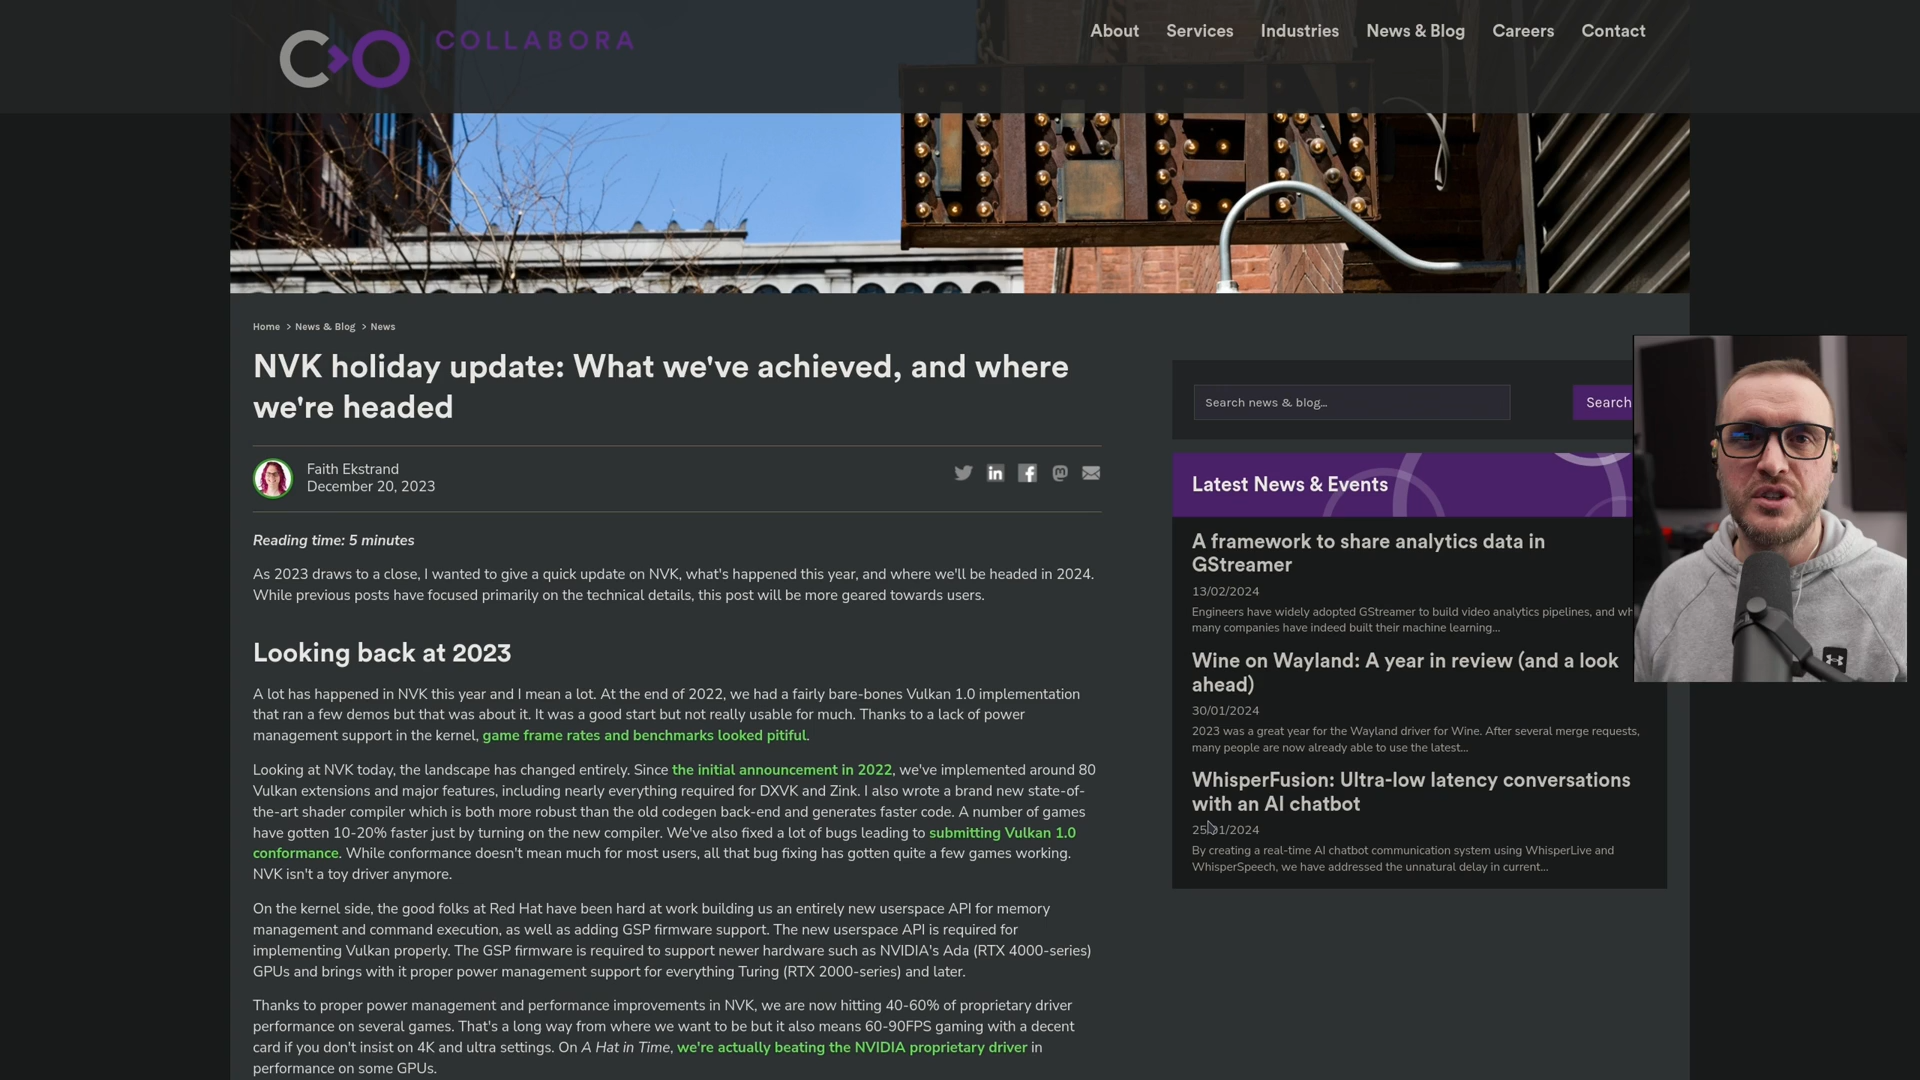 COLLABORA
About Services Industries News & Blog Careers Contact
Home > News & Blog > News
NVK holiday update: What we've achieved, and where
we're headed
Faith Ekstrand
December 20, 2023
Reading time: 5 minutes
As 2023 draws to a close, I wanted to give a quick update on NVK, what's happened this year, and where we'll be headed in 2024.
While previous posts have focused primarily on the technical details, this post will be more geared towards users.
Looking back at 2023
A lot has happened in NVK this year and I mean a lot. At the end of 2022, we had a fairly bare-bones Vulkan 1.0 implementation
that ran a few demos but that was about it. It was a good start but not really usable for much. Thanks to a lack of power
management support in the kernel, game frame rates and benchmarks looked pitiful.
Looking at NVK today, the landscape has changed entirely. Since the initial announcement in 2022, we've implemented around 80
Vulkan extensions and major features, including nearly everything required for DXVK and Zink. I also wrote a brand new state-of-
the-art shader compiler which is both more robust than the old codegen back-end and generates faster code. A number of games
have gotten 10-20% faster just by turning on the new compiler. We've also fixed a lot of bugs leading to submitting Vulkan 1.0
conformance. While conformance doesn't mean much for most users, all that bug fixing has gotten quite a few games working.
NVK isn't a toy driver anymore.
On the kernel side, the good folks at Red Hat have been hard at work building us an entirely new userspace API for memory
management and command execution, as well as adding GSP firmware support. The new userspace API is required for
implementing Vulkan properly. The GSP firmware is required to support newer hardware such as NVIDIA's Ada (RTX 4000-series)
GPUs and brings with it proper power management support for everything Turing (RTX 2000-series) and later.
Thanks to proper power management and performance improvements in NVK, we are now hitting 40-60% of proprietary driver
performance on several games. That's a long way from where we want to be but it also means 60-90FPS gaming with a decent
card if you don't insist on 4K and ultra settings. On A Hat in Time, we're actually beating the NVIDIA proprietary driver in
performance on some GPUs.
Search news & blog...
Search
Latest News & Events
A framework to share analytics data in
GStreamer
13/02/2024
Engineers have widely adopted GStreamer to build video analytics pipelines, and
many companies have indeed built their machine learning...
Wine on Wayland: A year in review (and a look
ahead)
30/01/2024
2023 was a great year for the Wayland driver for Wine. After several merge requests,
many people are now already able to use the latest...
WhisperFusion: Ultra-low latency conversations
with an AI chatbot
25/01/2024
By creating a real-time AI chatbot communication system using WhisperLive and
WhisperSpeech, we have addressed the unnatural delay in current...